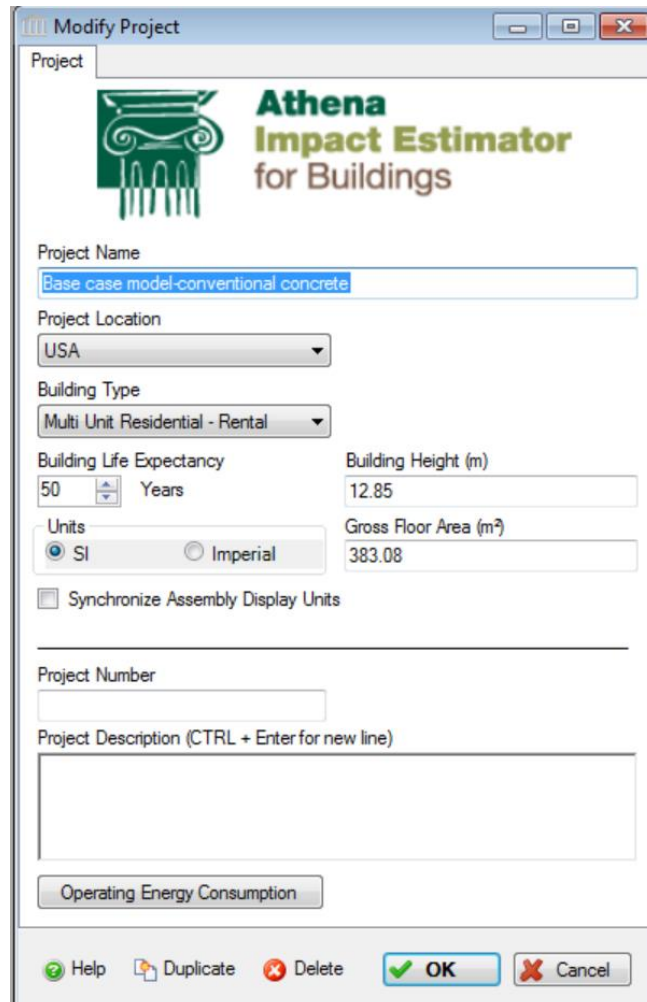 Modify Project
Project
Athena
Impact Estimator
for Buildings
Project Name
Base case model-conventional concrete
Project Location
USA
Building Type
Multi Unit Residential - Rental
Building Life Expectancy
Building Height (m)
50 Years
12.85
Units
Gross Floor Area (m²)
SI Imperial
383.08
Synchronize Assembly Display Units
Project Number
Project Description (CTRL + Enter for new line)
Operating Energy Consumption
Help Duplicate Delete OK Cancel